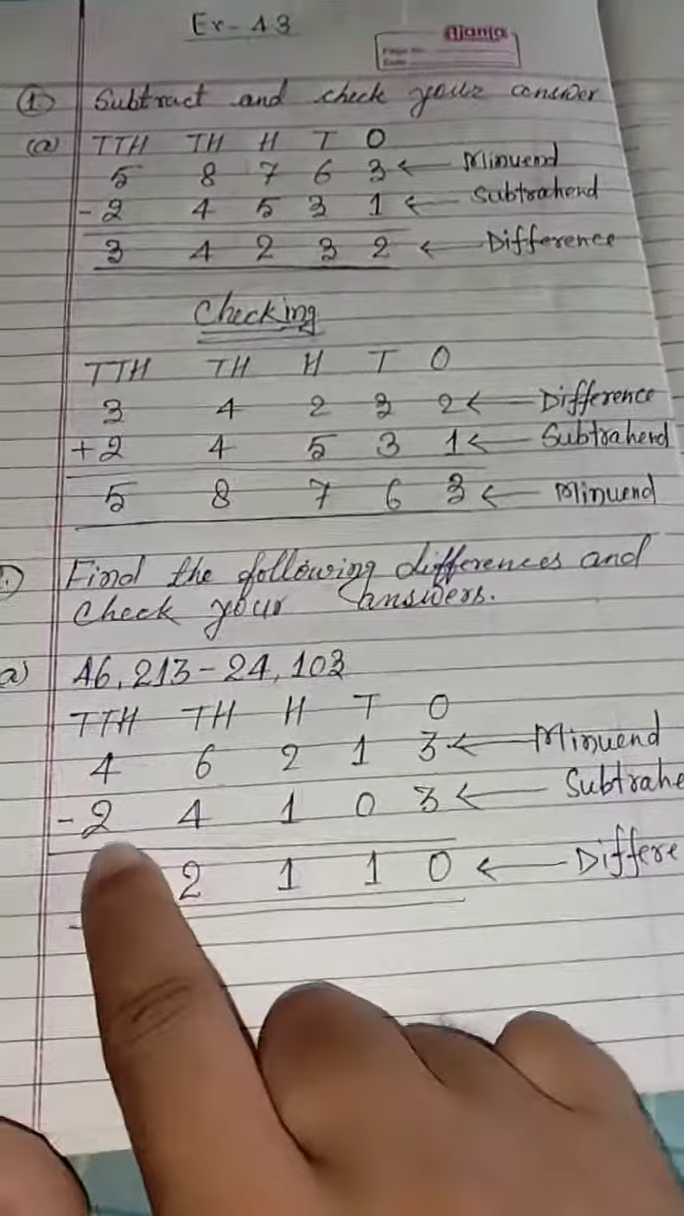 Ex-43
Ajanta
Page No.
Date
① Subtract and check your answer
(a) TTH TH H T O
5 8 7 6 3 ← Minuend
- 2 4 5 3 1 ← Subtrahend
3 4 2 3 2 ← Difference
Checking
TTH TH H T O
3 4 2 3 2 ← Difference
+2 4 5 3 1 ← Subtrahend
5 8 7 6 3 ← Minuend
Find the following differences and
check your answers.
a) 46,213 - 24,103
TTH TH H T O
4 6 2 1 3 ← Minuend
- 2 4 1 0 3 ← Subtrahe
2 1 1 0 ← Differe